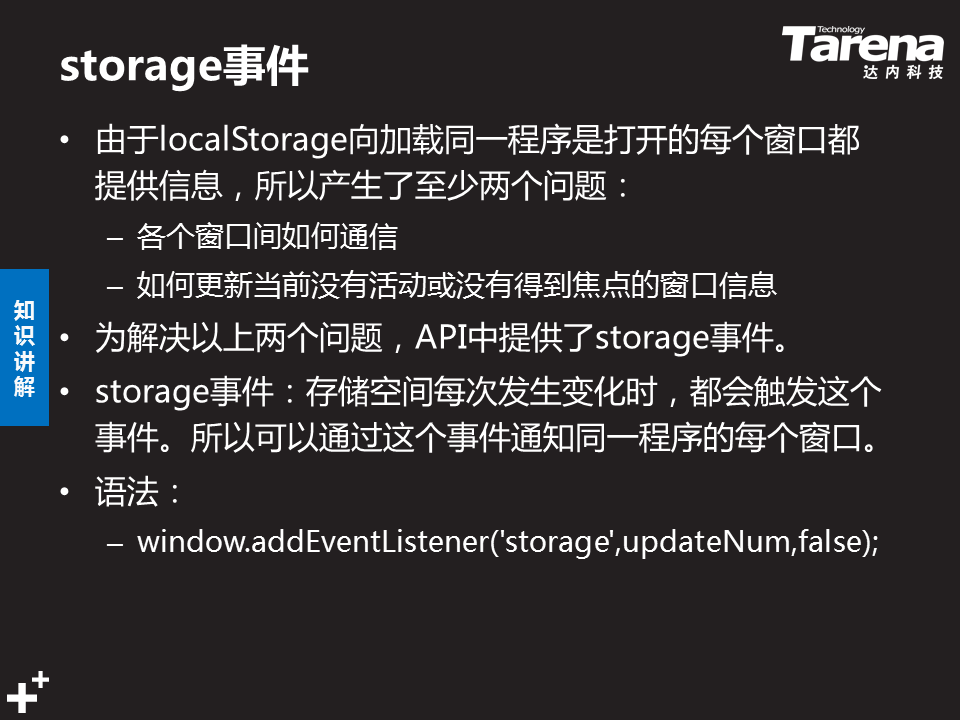 storage事件
Technology
Tarena
达内科技
• 由于localStorage向加载同一程序是打开的每个窗口都
提供信息，所以产生了至少两个问题：
– 各个窗口间如何通信
– 如何更新当前没有活动或没有得到焦点的窗口信息
• 为解决以上两个问题，API中提供了storage事件。
• storage事件：存储空间每次发生变化时，都会触发这个
事件。所以可以通过这个事件通知同一程序的每个窗口。
• 语法：
– window.addEventListener('storage',updateNum,false);
知
识
讲
解